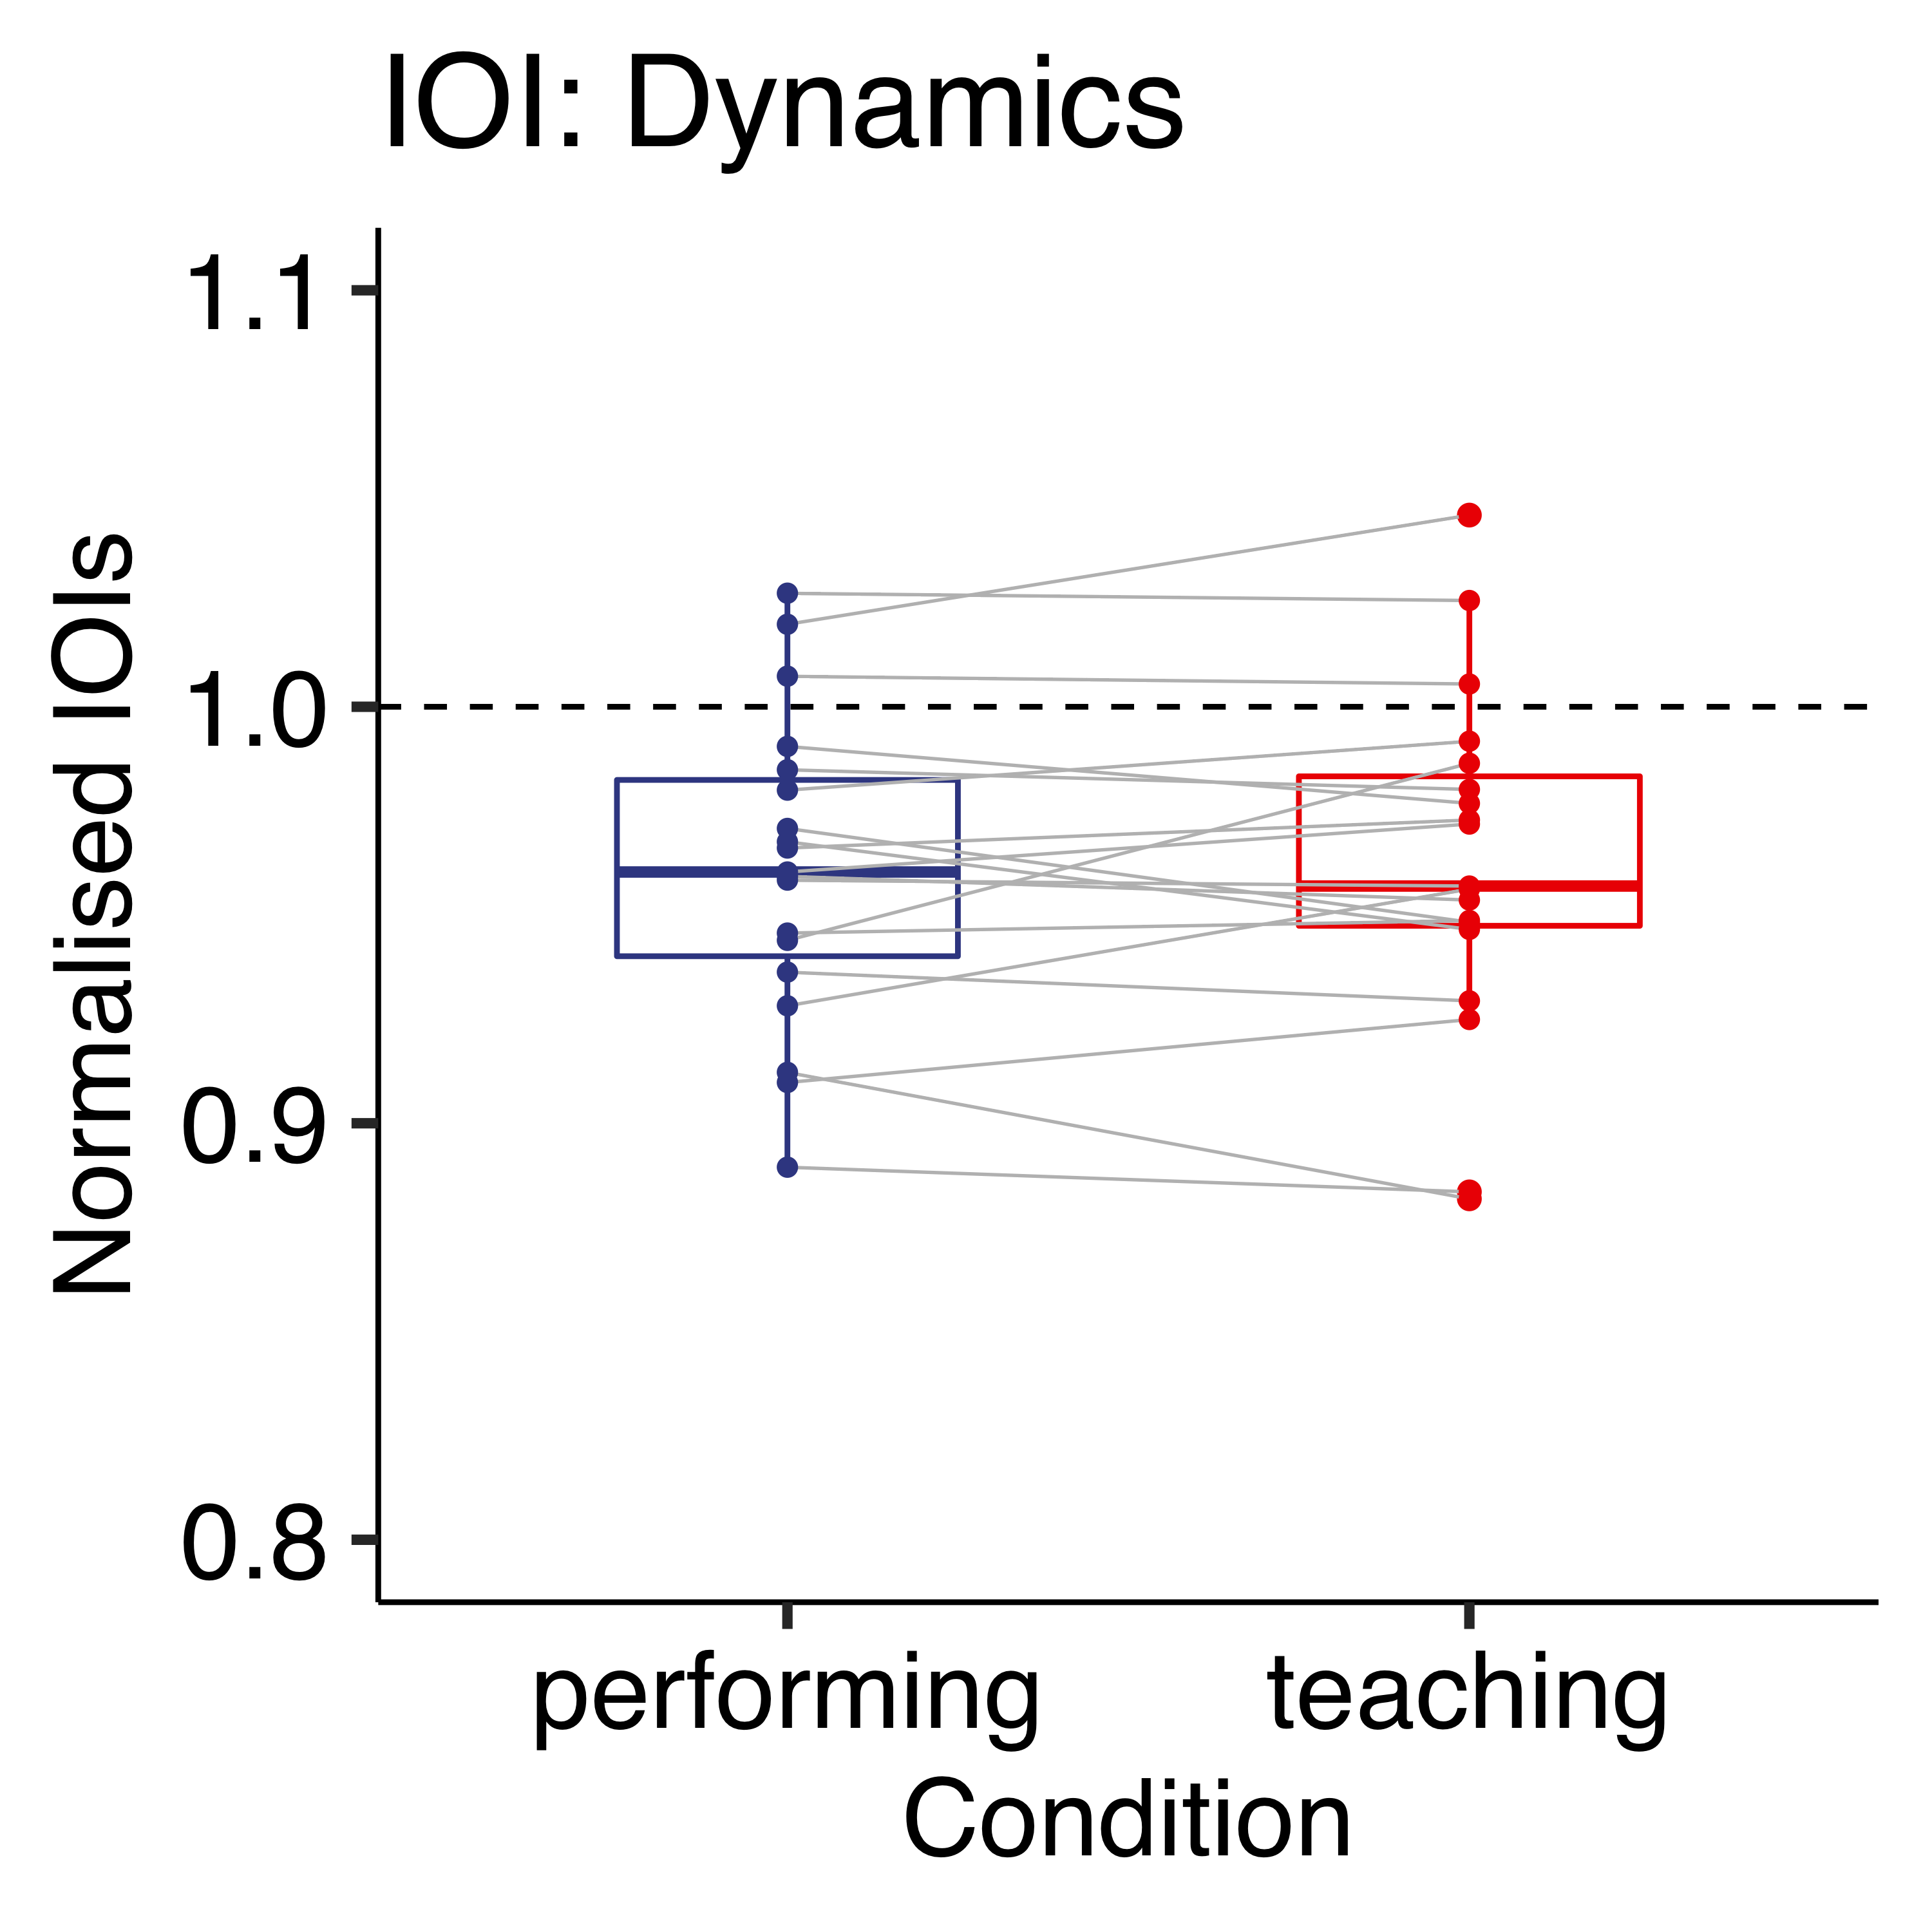 IOI: Dynamics
Normalised IOIs
1.1
1.0
0.9
0.8
performing teaching
Condition